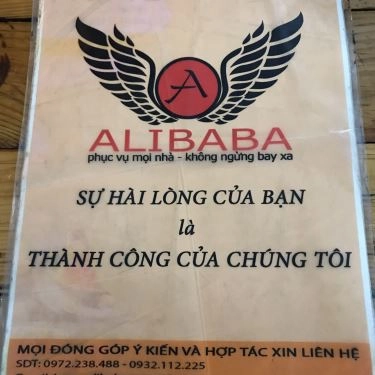 A
ALIBABA
phục vụ mọi nhà - không ngừng bay xa
SỰ HÀI LÒNG CỦA BẠN
là
THÀNH CÔNG CỦA CHÚNG TÔI
MỌI ĐÓNG GÓP Ý KIẾN VÀ HỢP TÁC XIN LIÊN HỆ
SDT: 0972.238.488 - 0932.112.225